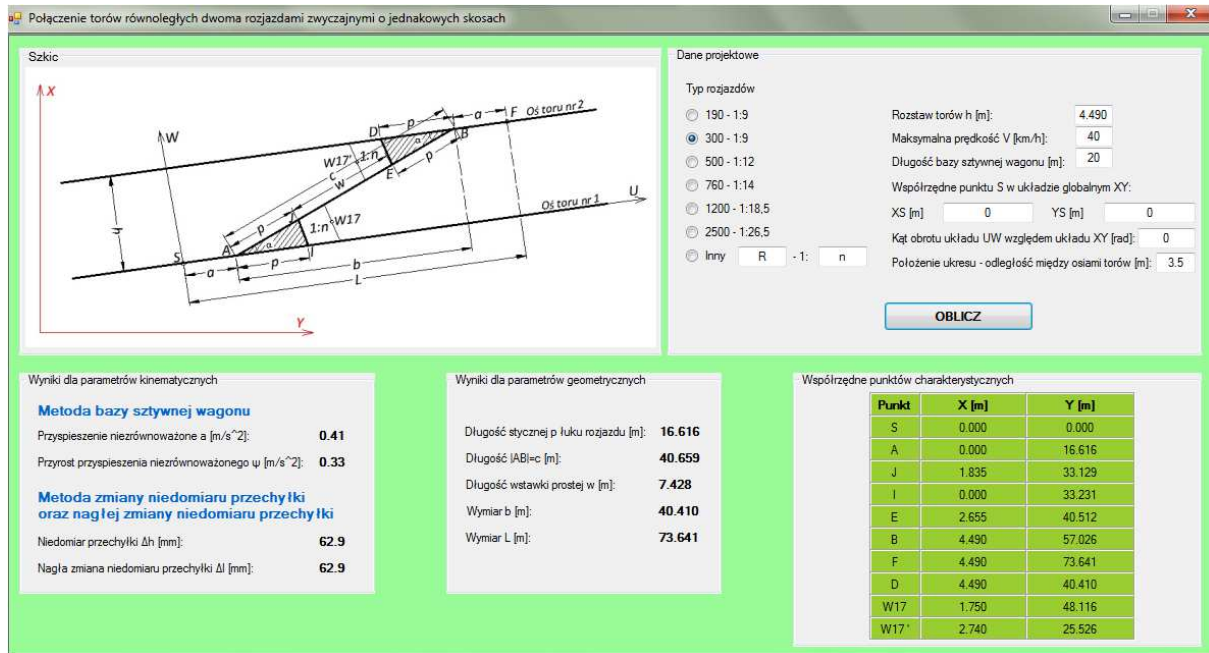 Połączenie torów równoległych dwoma rozjazdami zwyczajnymi o jednakowych skosach
Szkic
X
W
h
S
a
A
p
α
J
I
1:n
W17
b
L
w
c
W17'
1:n
E
D
p
α
B
p
a
F
Oś toru nr 2
Oś toru nr 1
U
Y
Dane projektowe
Typ rozjazdów
190 - 1:9
300 - 1:9
500 - 1:12
760 - 1:14
1200 - 1:18,5
2500 - 1:26,5
Inny R - 1: n
Rozstaw torów h [m]: 4.490
Maksymalna prędkość V [km/h]: 40
Długość bazy sztywnej wagonu [m]: 20
Współrzędne punktu S w układzie globalnym XY:
XS [m] 0 YS [m] 0
Kąt obrotu układu UW względem układu XY [rad]: 0
Położenie ukresu - odległość między osiami torów [m]: 3.5
OBLICZ
Wyniki dla parametrów kinematycznych
Metoda bazy sztywnej wagonu
Przyspieszenie niezrównoważone a [m/s^2]: 0.41
Przyrost przyspieszenia niezrównoważonego ψ [m/s^2]: 0.33
Metoda zmiany niedomiaru przechyłki
oraz nagłej zmiany niedomiaru przechyłki
Niedomiar przechyłki Δh [mm]: 62.9
Nagła zmiana niedomiaru przechyłki ΔI [mm]: 62.9
Wyniki dla parametrów geometrycznych
Długość stycznej p łuku rozjazdu [m]: 16.616
Długość |AB|=c [m]: 40.659
Długość wstawki prostej w [m]: 7.428
Wymiar b [m]: 40.410
Wymiar L [m]: 73.641
Współrzędne punktów charakterystycznych
Punkt X [m] Y [m]
S 0.000 0.000
A 0.000 16.616
J 1.835 33.129
I 0.000 33.231
E 2.655 40.512
B 4.490 57.026
F 4.490 73.641
D 4.490 40.410
W17 1.750 48.116
W17 ' 2.740 25.526